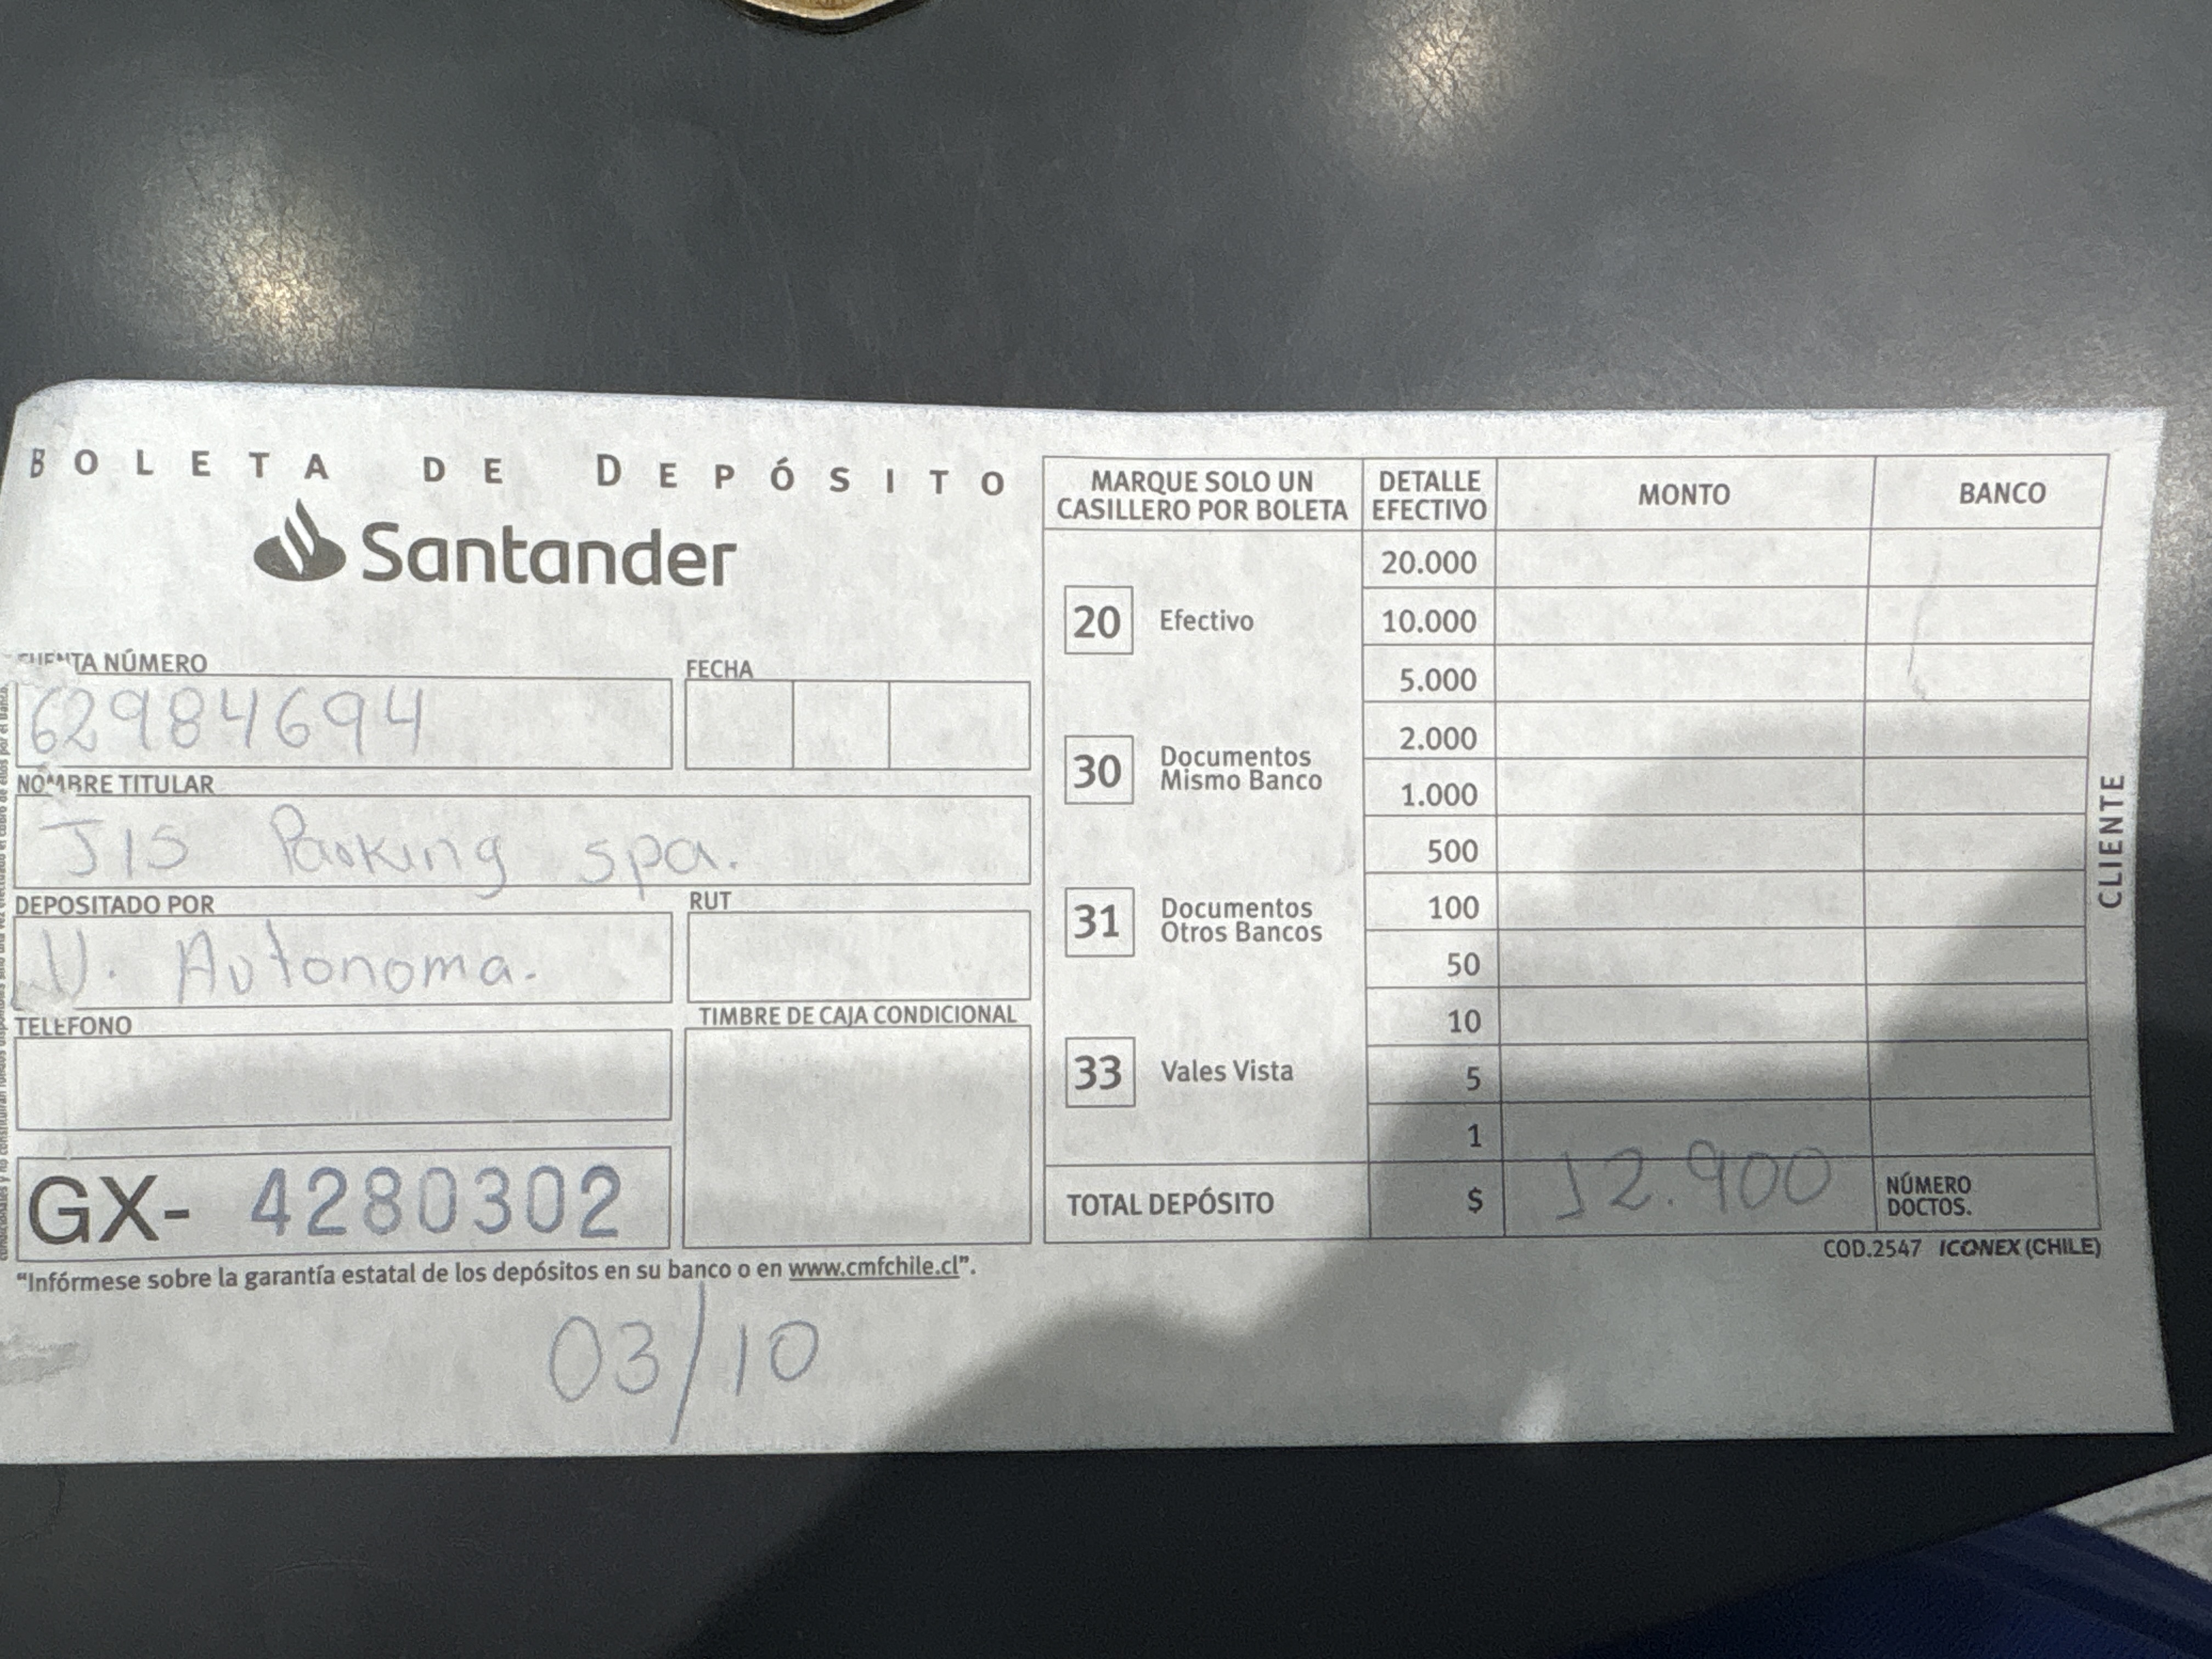 BOLETA DE DEPÓSITO
Santander
CUENTA NÚMERO
62984694
FECHA
NOMBRE TITULAR
JIS Parking spa.
DEPOSITADO POR
U. Autonoma.
RUT
TELEFONO
TIMBRE DE CAJA CONDICIONAL
GX- 4280302
"Infórmese sobre la garantía estatal de los depósitos en su banco o en www.cmfchile.cl".
03/10
MARQUE SOLO UN CASILLERO POR BOLETA
20 Efectivo
30 Documentos Mismo Banco
31 Documentos Otros Bancos
33 Vales Vista
DETALLE EFECTIVO
MONTO
BANCO
20.000
10.000
5.000
2.000
1.000
500
100
50
10
5
1
TOTAL DEPÓSITO $ 12.900
NÚMERO DOCTOS.
COD.2547 ICONEX (CHILE)
CLIENTE